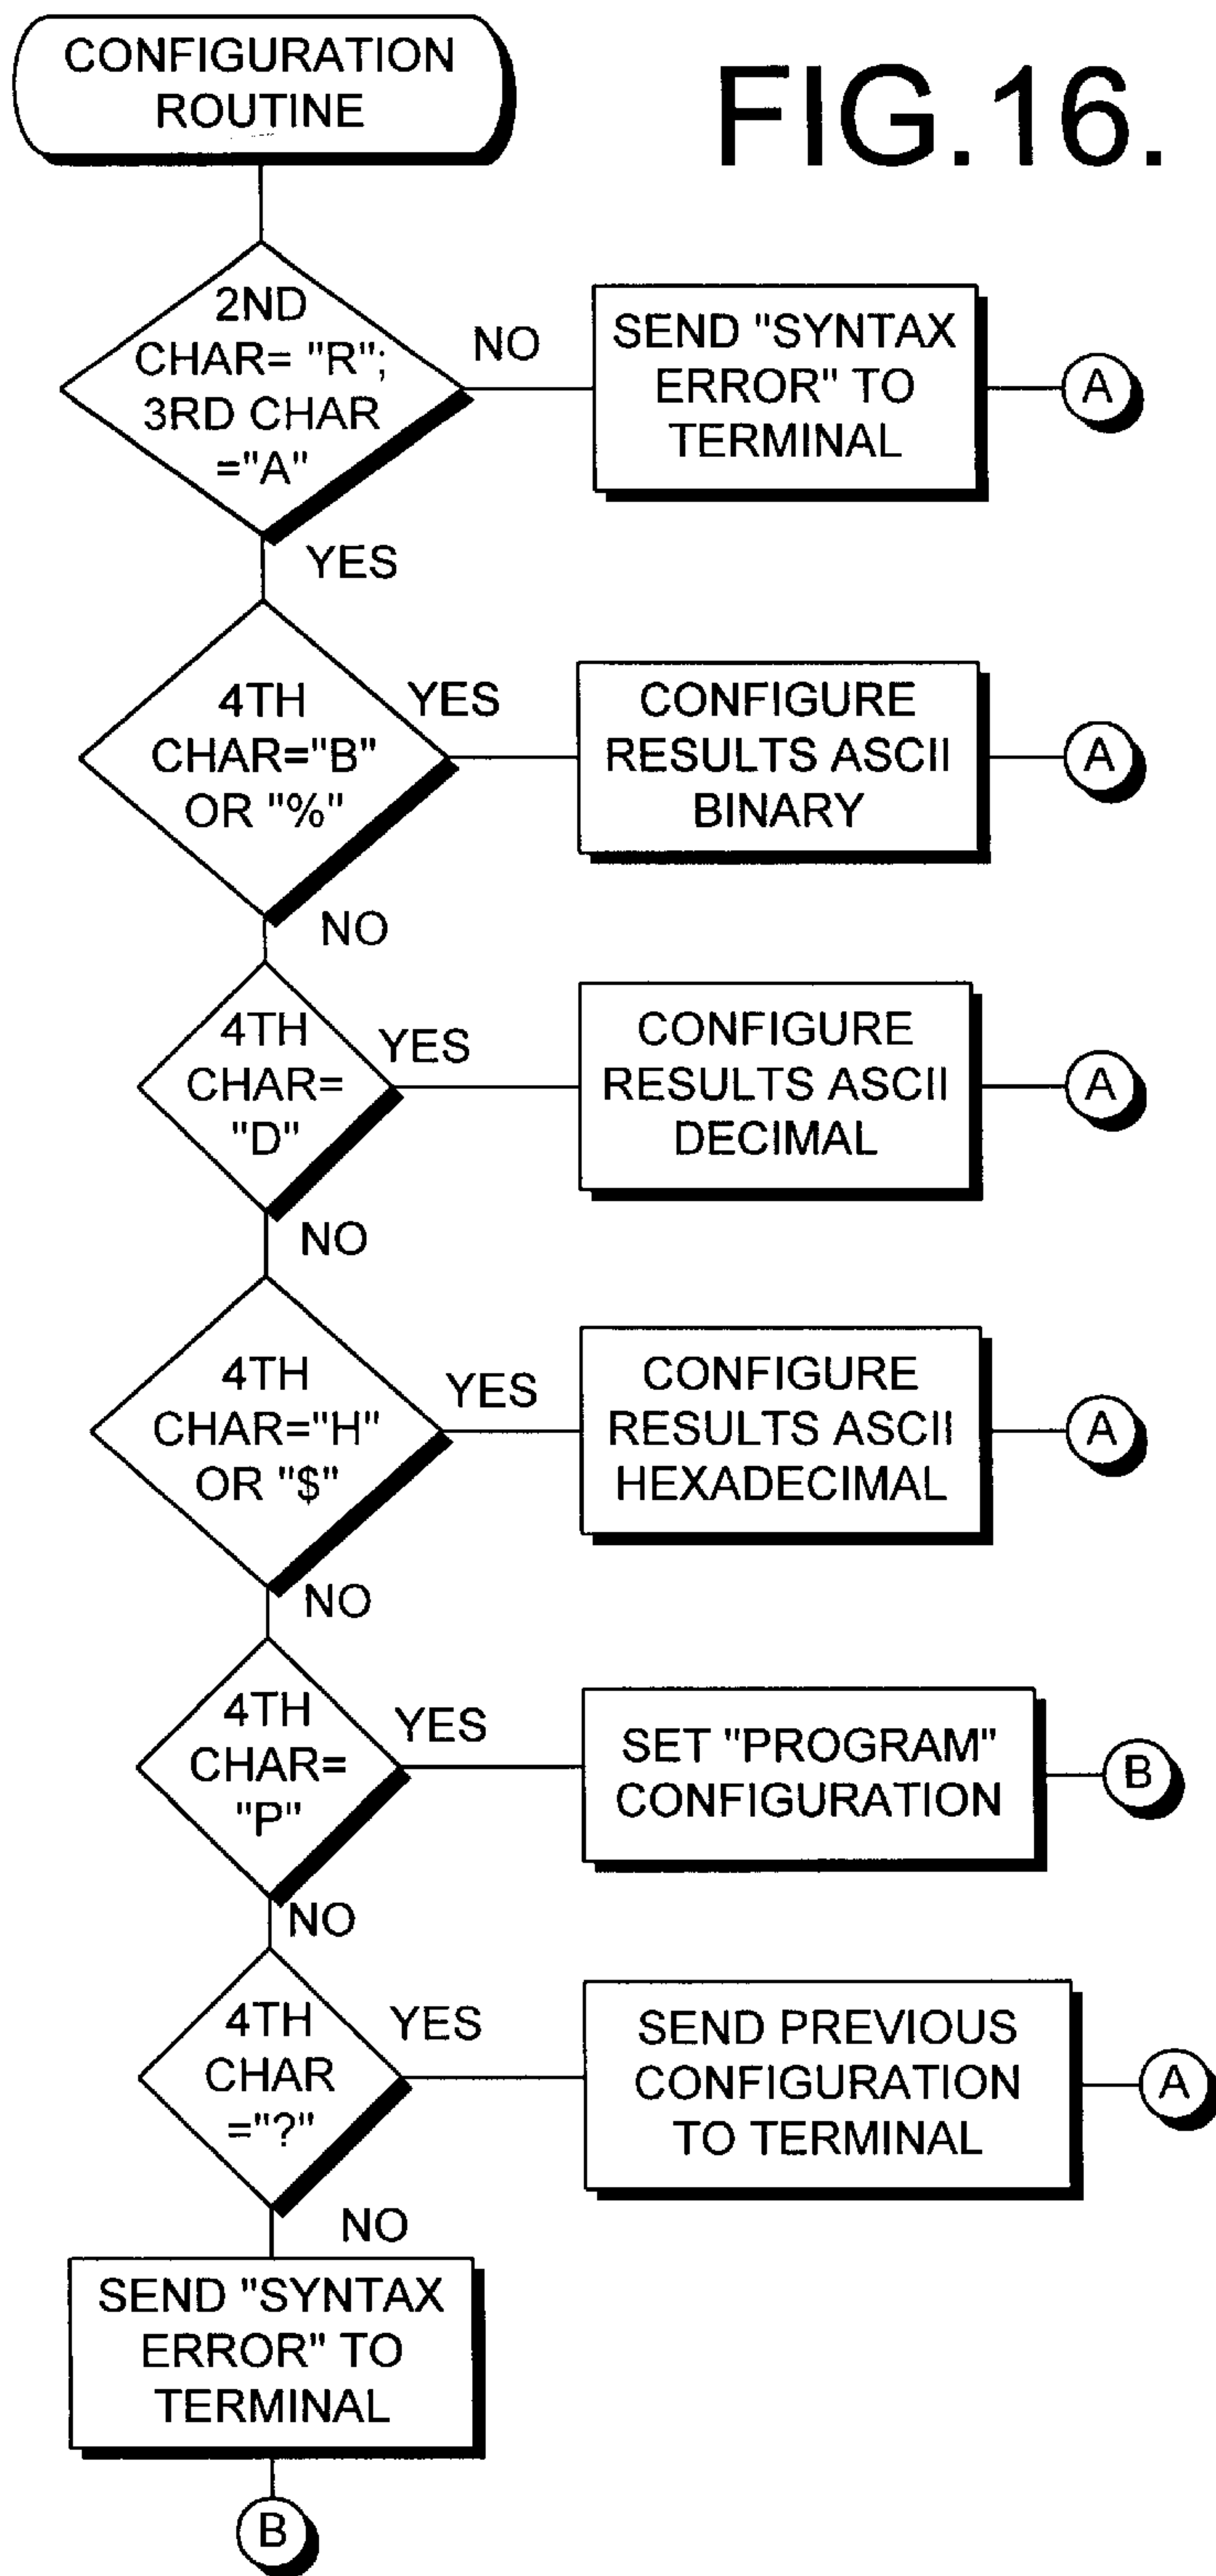 CONFIGURATION
ROUTINE
FIG.16.
2ND
CHAR= "R";
3RD CHAR
="A"
NO
SEND "SYNTAX
ERROR" TO
TERMINAL
A
YES
4TH
CHAR="B"
OR "%"
YES
CONFIGURE
RESULTS ASCII
BINARY
A
NO
4TH
CHAR=
"D"
YES
CONFIGURE
RESULTS ASCII
DECIMAL
A
NO
4TH
CHAR="H"
OR "$"
YES
CONFIGURE
RESULTS ASCII
HEXADECIMAL
A
NO
4TH
CHAR=
"P"
YES
SET "PROGRAM"
CONFIGURATION
B
NO
4TH
CHAR
="?"
YES
SEND PREVIOUS
CONFIGURATION
TO TERMINAL
A
NO
SEND "SYNTAX
ERROR" TO
TERMINAL
B